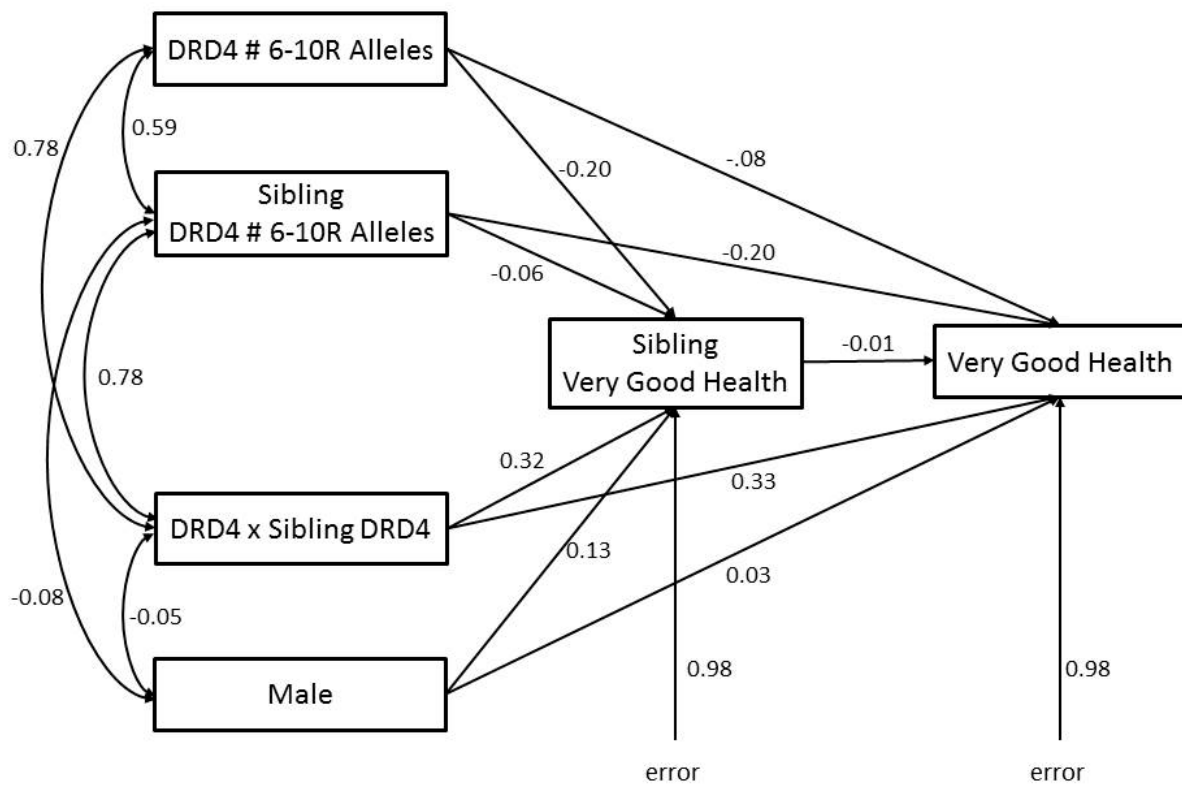 DRD4 # 6-10R Alleles
0.59
0.78
-.08
-0.20
Sibling
DRD4 # 6-10R Alleles
-0.20
-0.06
Sibling
Very Good Health
-0.01
Very Good Health
0.78
0.32
0.33
DRD4 x Sibling DRD4
0.13
0.03
-0.08
-0.05
Male
0.98
0.98
error
error